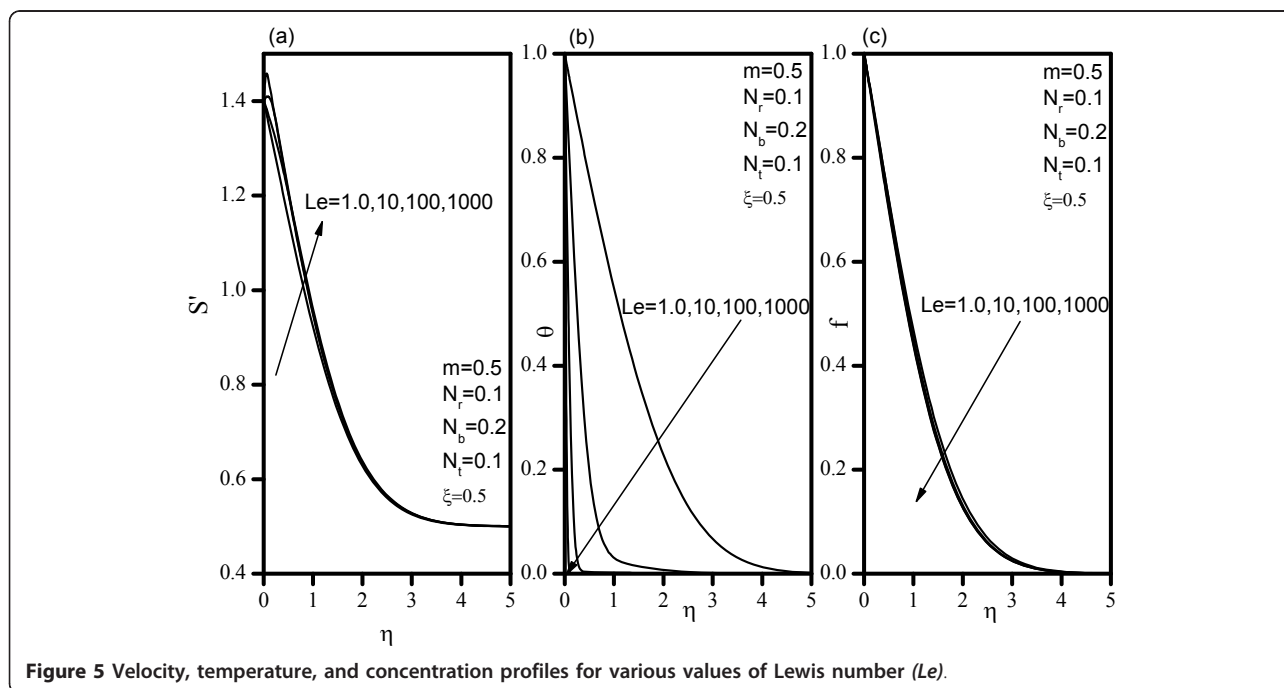 (a)
1.4
1.2
1.0
0.8
0.6
0.4
S'
Le=1.0,10,100,1000
m=0.5
N_r=0.1
N_b=0.2
N_t=0.1
ξ=0.5
0 1 2 3 4 5
η
(b)
1.0
0.8
0.6
0.4
0.2
0.0
θ
m=0.5
N_r=0.1
N_b=0.2
N_t=0.1
ξ=0.5
Le=1.0,10,100,1000
0 1 2 3 4 5
η
(c)
1.0
0.8
0.6
0.4
0.2
0.0
f
m=0.5
N_r=0.1
N_b=0.2
N_t=0.1
ξ=0.5
Le=1.0,10,100,1000
0 1 2 3 4 5
η
Figure 5 Velocity, temperature, and concentration profiles for various values of Lewis number (Le).